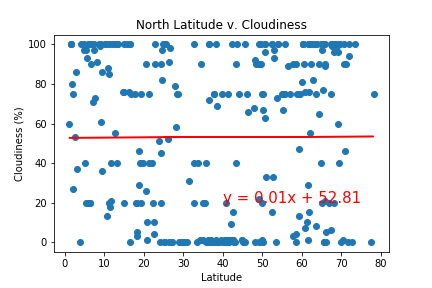 North Latitude v. Cloudiness
100
80
60
40
20
0
Cloudiness (%)
y = 0.01x + 52.81
0 10 20 30 40 50 60 70 80
Latitude